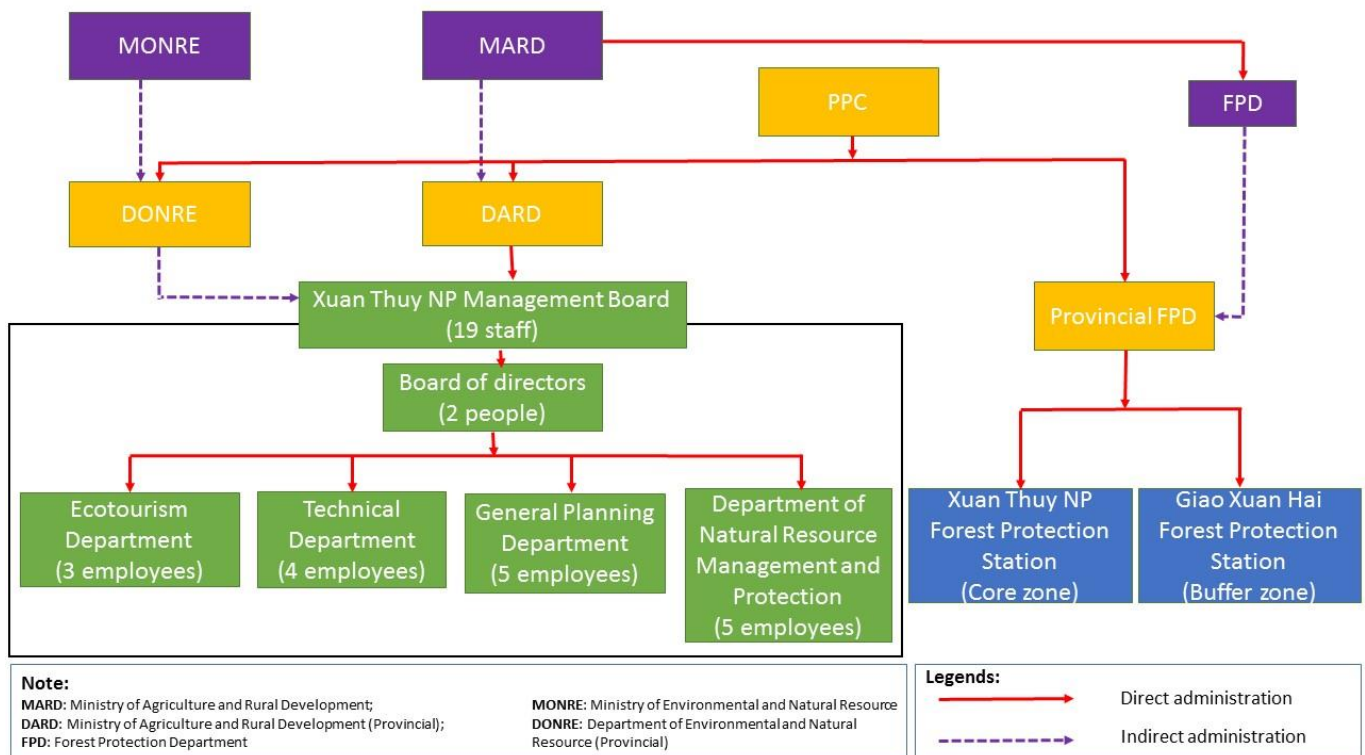 MONRE
MARD
PPC
FPD
DONRE
DARD
Xuan Thuy NP Management Board
(19 staff)
Provincial FPD
Board of directors
(2 people)
Ecotourism
Department
(3 employees)
Technical
Department
(4 employees)
General Planning
Department
(5 employees)
Department of
Natural Resource
Management and
Protection
(5 employees)
Xuan Thuy NP
Forest Protection
Station
(Core zone)
Giao Xuan Hai
Forest Protection
Station
(Buffer zone)
Note:
MARD: Ministry of Agriculture and Rural Development;
DARD: Ministry of Agriculture and Rural Development (Provincial);
FPD: Forest Protection Department
MONRE: Ministry of Environmental and Natural Resource
DONRE: Department of Environmental and Natural
Resource (Provincial)
Legends:
Direct administration
Indirect administration